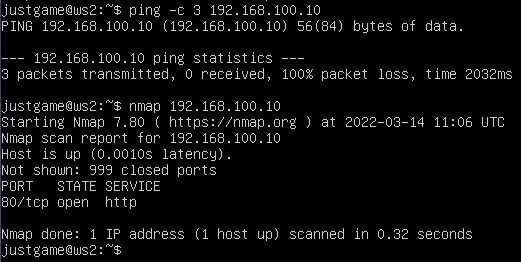 justgame@ws2:~$ ping -c 3 192.168.100.10
PING 192.168.100.10 (192.168.100.10) 56(84) bytes of data.

--- 192.168.100.10 ping statistics ---
3 packets transmitted, 0 received, 100% packet loss, time 2032ms

justgame@ws2:~$ nmap 192.168.100.10
Starting Nmap 7.80 ( https://nmap.org ) at 2022-03-14 11:06 UTC
Nmap scan report for 192.168.100.10
Host is up (0.0010s latency).
Not shown: 999 closed ports
PORT   STATE SERVICE
80/tcp open  http

Nmap done: 1 IP address (1 host up) scanned in 0.32 seconds
justgame@ws2:~$